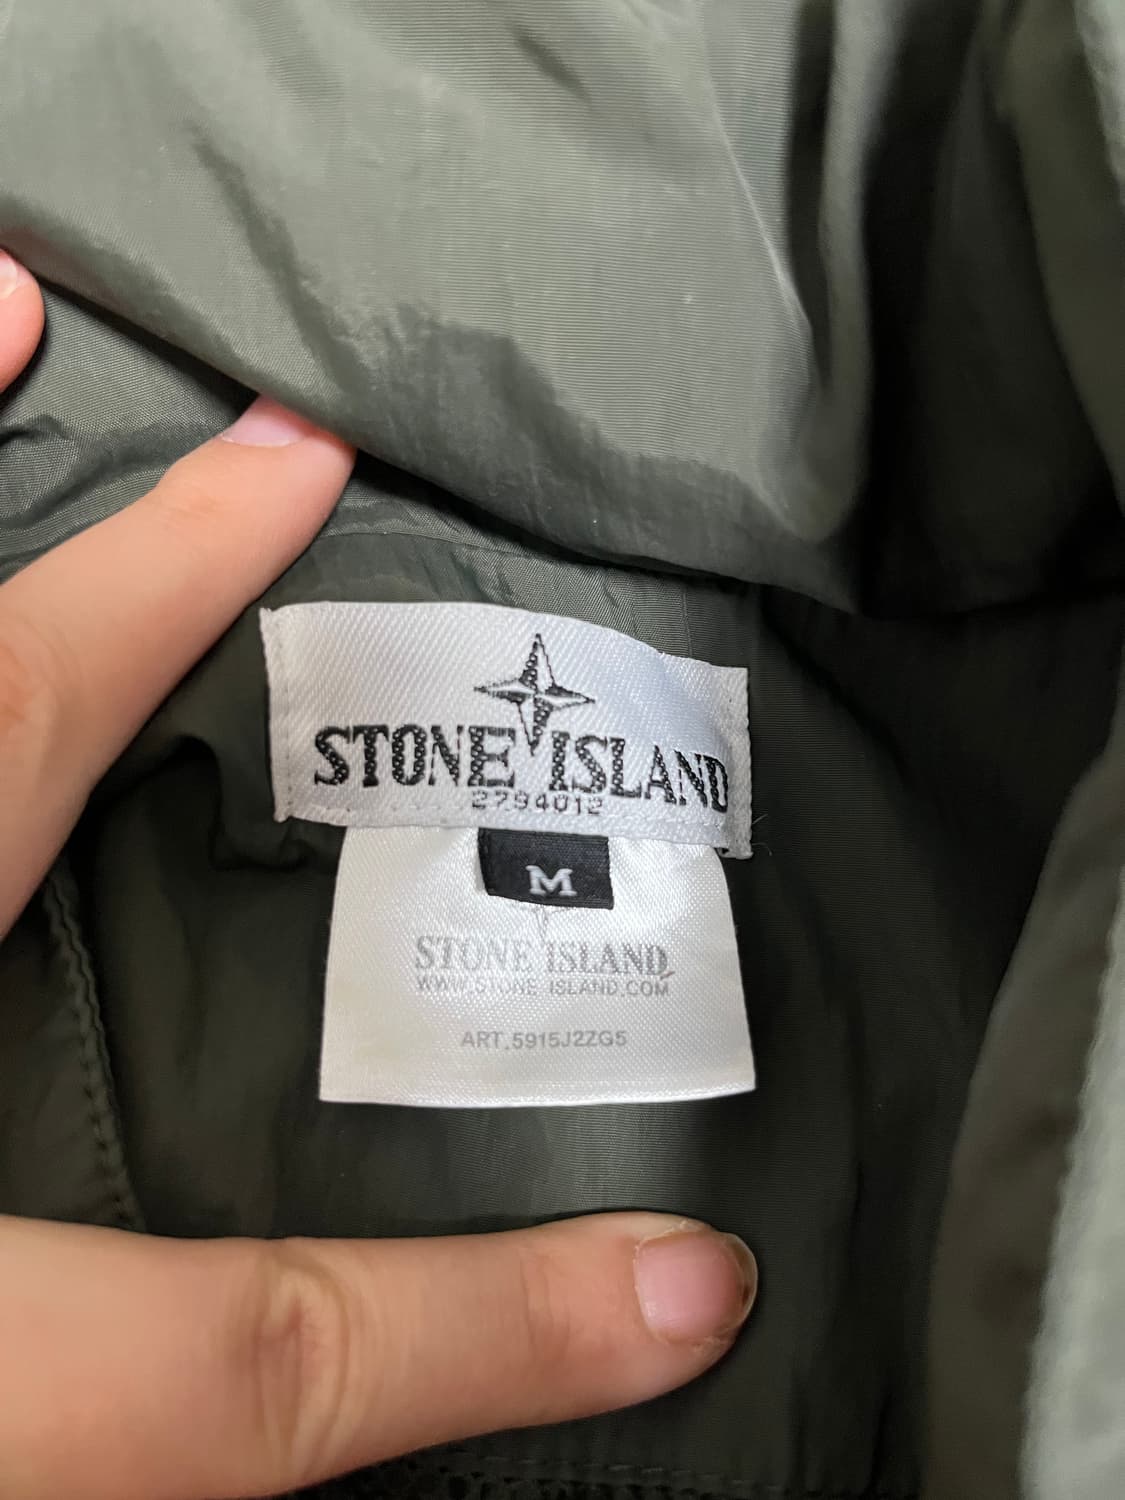 STONE ISLAND
2794012
M
STONE ISLAND
WWW.STONE ISLAND.COM
ART.5915J2ZG5